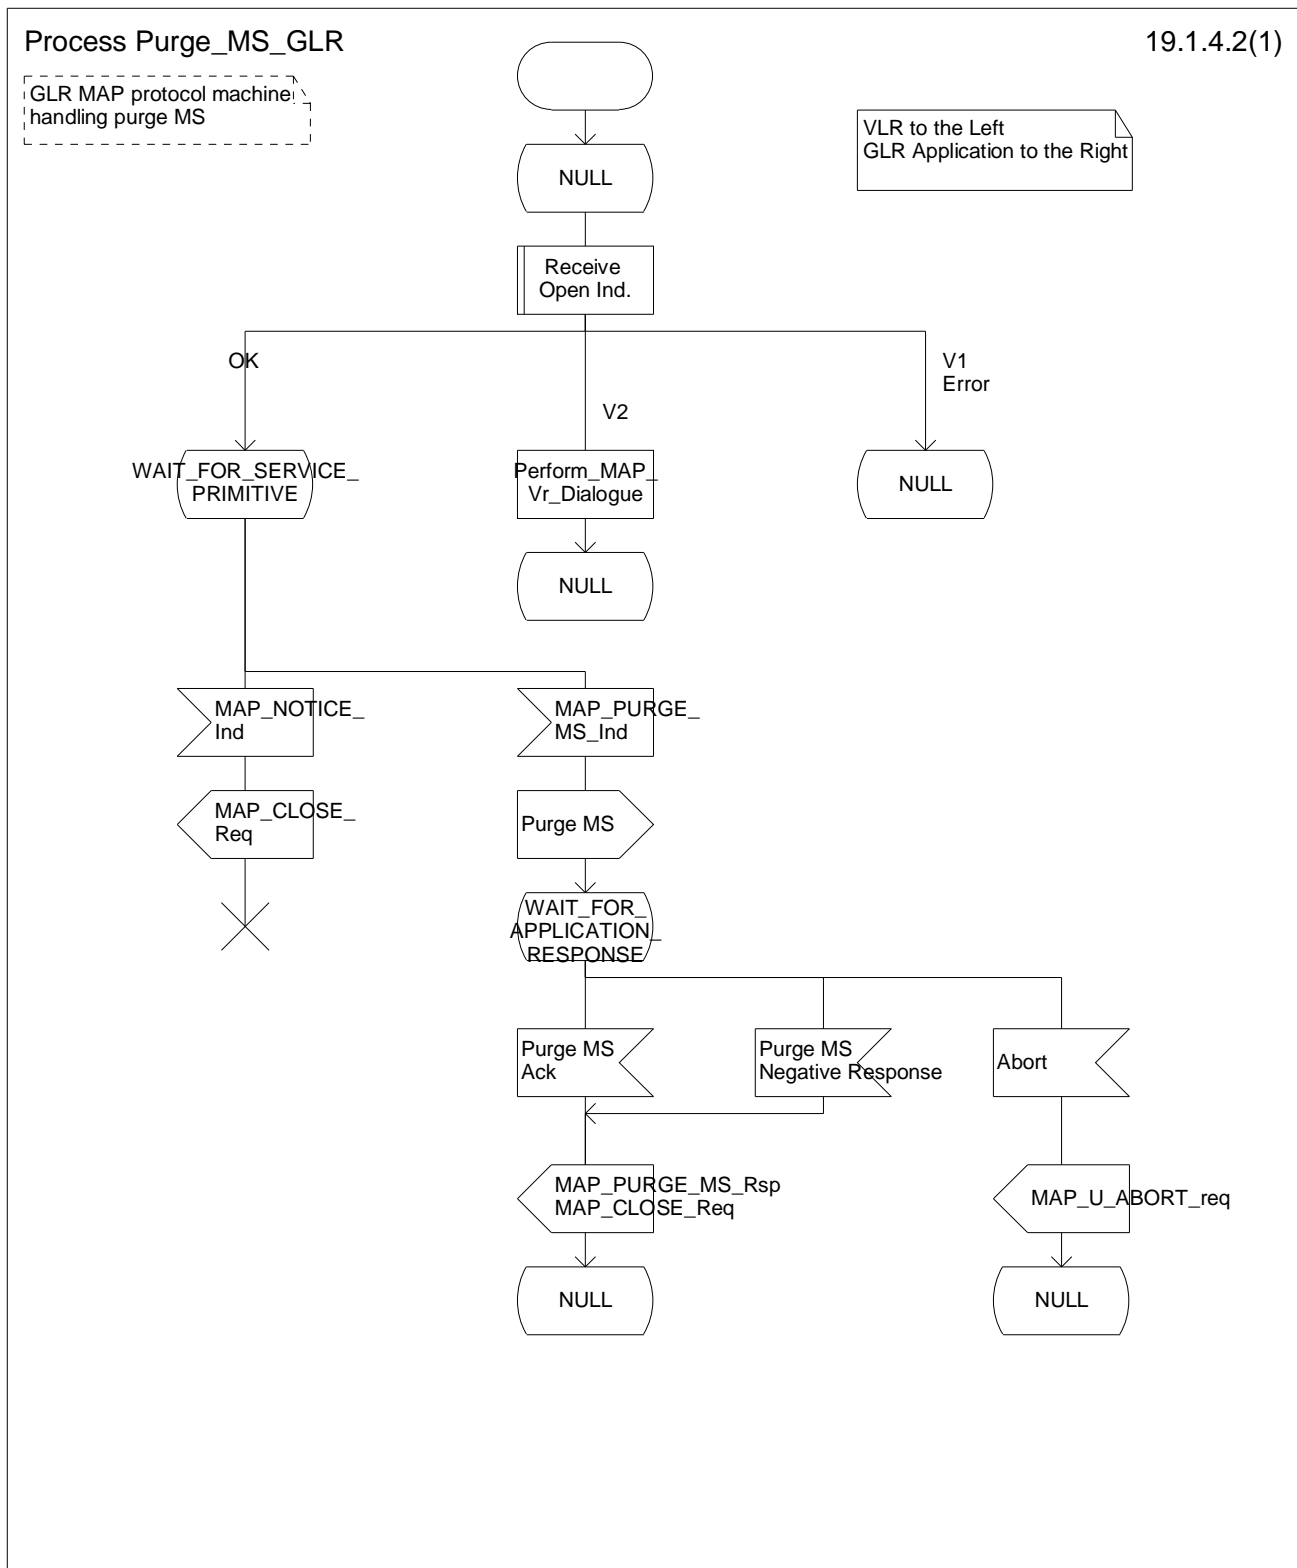 Process Purge_MS_GLR
19.1.4.2(1)
GLR MAP protocol machine
handling purge MS
VLR to the Left
GLR Application to the Right
NULL
Receive
Open Ind.
OK
V2
V1
Error
WAIT_FOR_SERVICE_
PRIMITIVE
Perform_MAP_
Vr_Dialogue
NULL
NULL
MAP_NOTICE_
Ind
MAP_PURGE_
MS_Ind
MAP_CLOSE_
Req
Purge MS
WAIT_FOR_
APPLICATION_
RESPONSE
Purge MS
Ack
Purge MS
Negative Response
Abort
MAP_PURGE_MS_Rsp
MAP_CLOSE_Req
MAP_U_ABORT_req
NULL
NULL